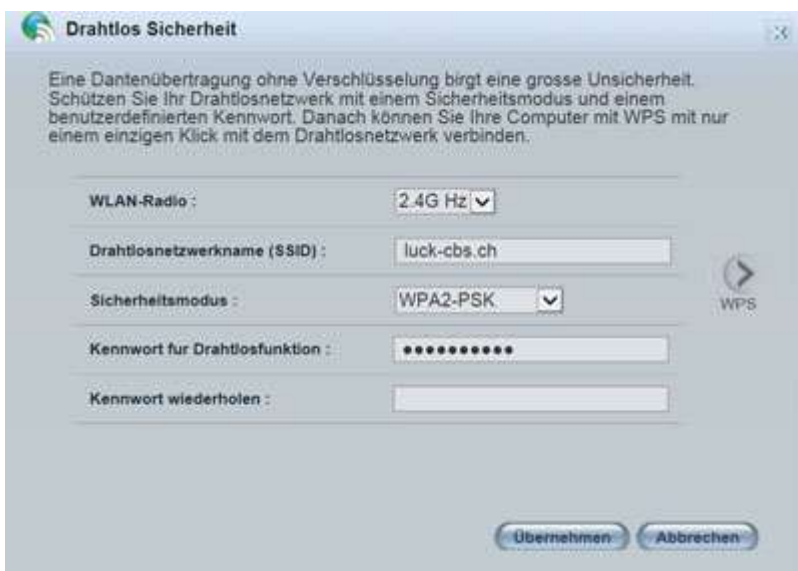 Drahtlos Sicherheit
Eine Dantenübertragung ohne Verschlüsselung birgt eine grosse Unsicherheit.
Schützen Sie Ihr Drahtlosnetzwerk mit einem Sicherheitsmodus und einem
benutzerdefinierten Kennwort. Danach können Sie Ihre Computer mit WPS mit nur
einem einzigen Klick mit dem Drahtlosnetzwerk verbinden.
WLAN-Radio : 2.4G Hz
Drahtlosnetzwerkname (SSID) : luck-cbs.ch
Sicherheitsmodus : WPA2-PSK
WPS
Kennwort fur Drahtlosfunktion : ••••••••••
Kennwort wiederholen :
Übernehmen Abbrechen